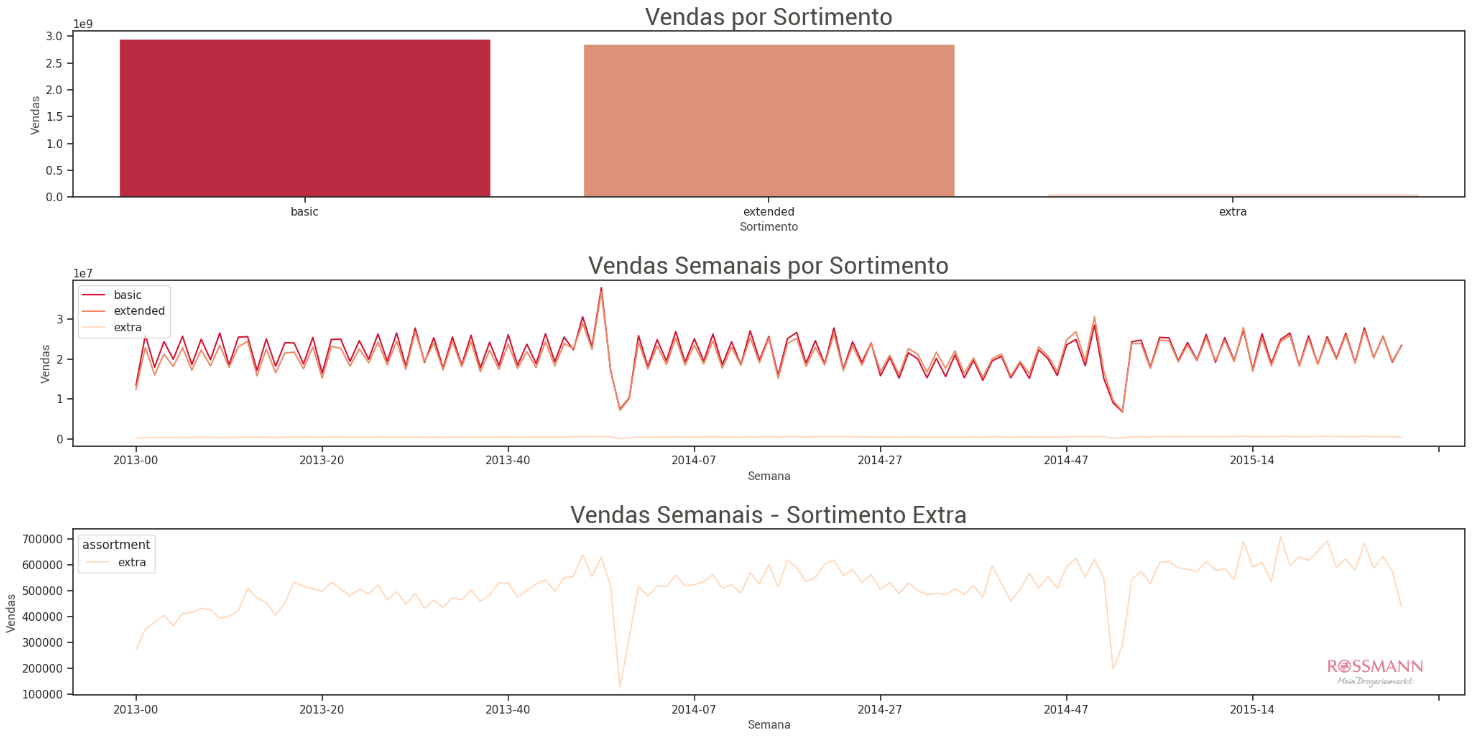 Vendas por Sortimento
1e9
3.0
2.5
2.0
1.5
1.0
0.5
0.0
Vendas
basic
extended
extra
Sortimento
Vendas Semanais por Sortimento
1e7
basic
extended
extra
3
2
1
0
Vendas
2013-00
2013-20
2013-40
2014-07
2014-27
2014-47
2015-14
Semana
Vendas Semanais - Sortimento Extra
assortment
extra
700000
600000
500000
400000
300000
200000
100000
Vendas
ROSSMANN
Mein Drogeriemarkt
2013-00
2013-20
2013-40
2014-07
2014-27
2014-47
2015-14
Semana